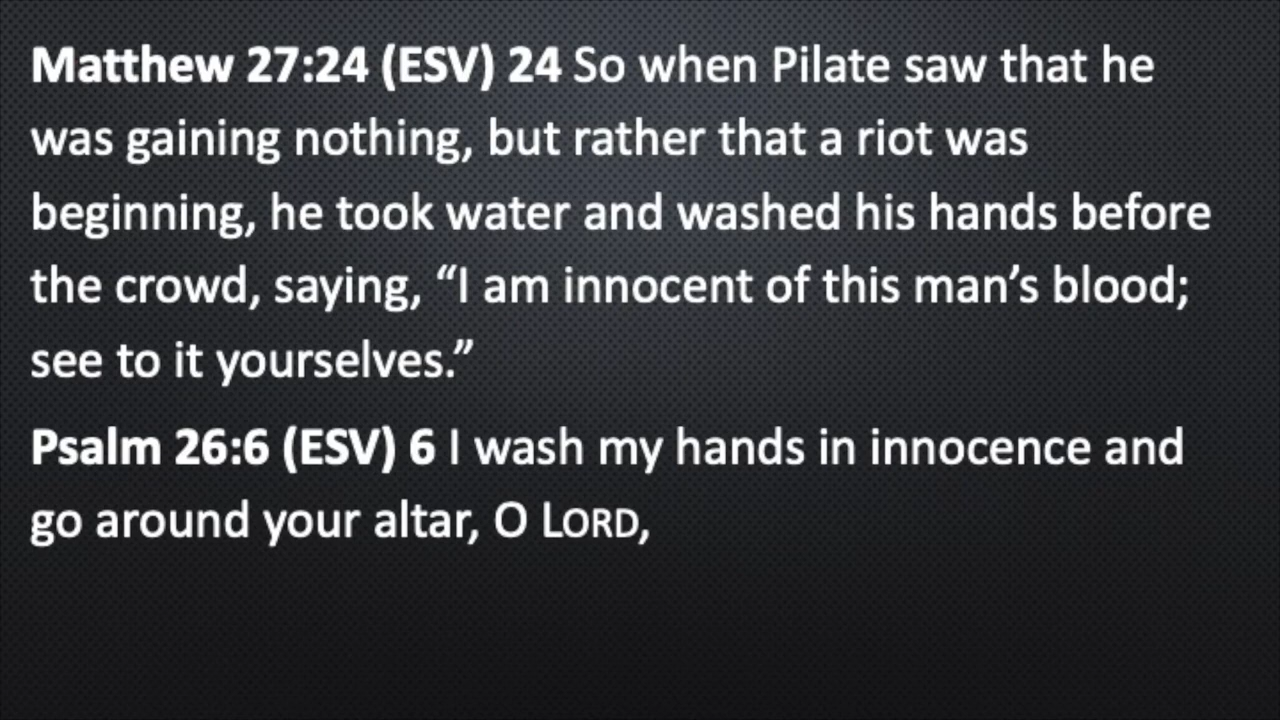 Matthew 27:24 (ESV) 24 So when Pilate saw that he
was gaining nothing, but rather that a riot was
beginning, he took water and washed his hands before
the crowd, saying, “I am innocent of this man’s blood;
see to it yourselves.”
Psalm 26:6 (ESV) 6 I wash my hands in innocence and
go around your altar, O LORD,